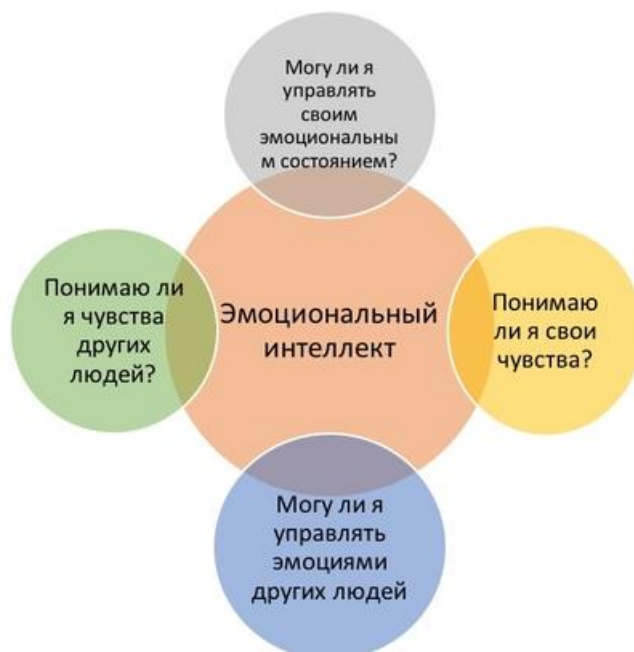 Могу ли я
управлять
своим
эмоциональны
м состоянием?
Понимаю ли
я чувства
других
людей?
Эмоциональный
интеллект
Понимаю
ли я свои
чувства?
Могу ли я
управлять
эмоциями
других людей